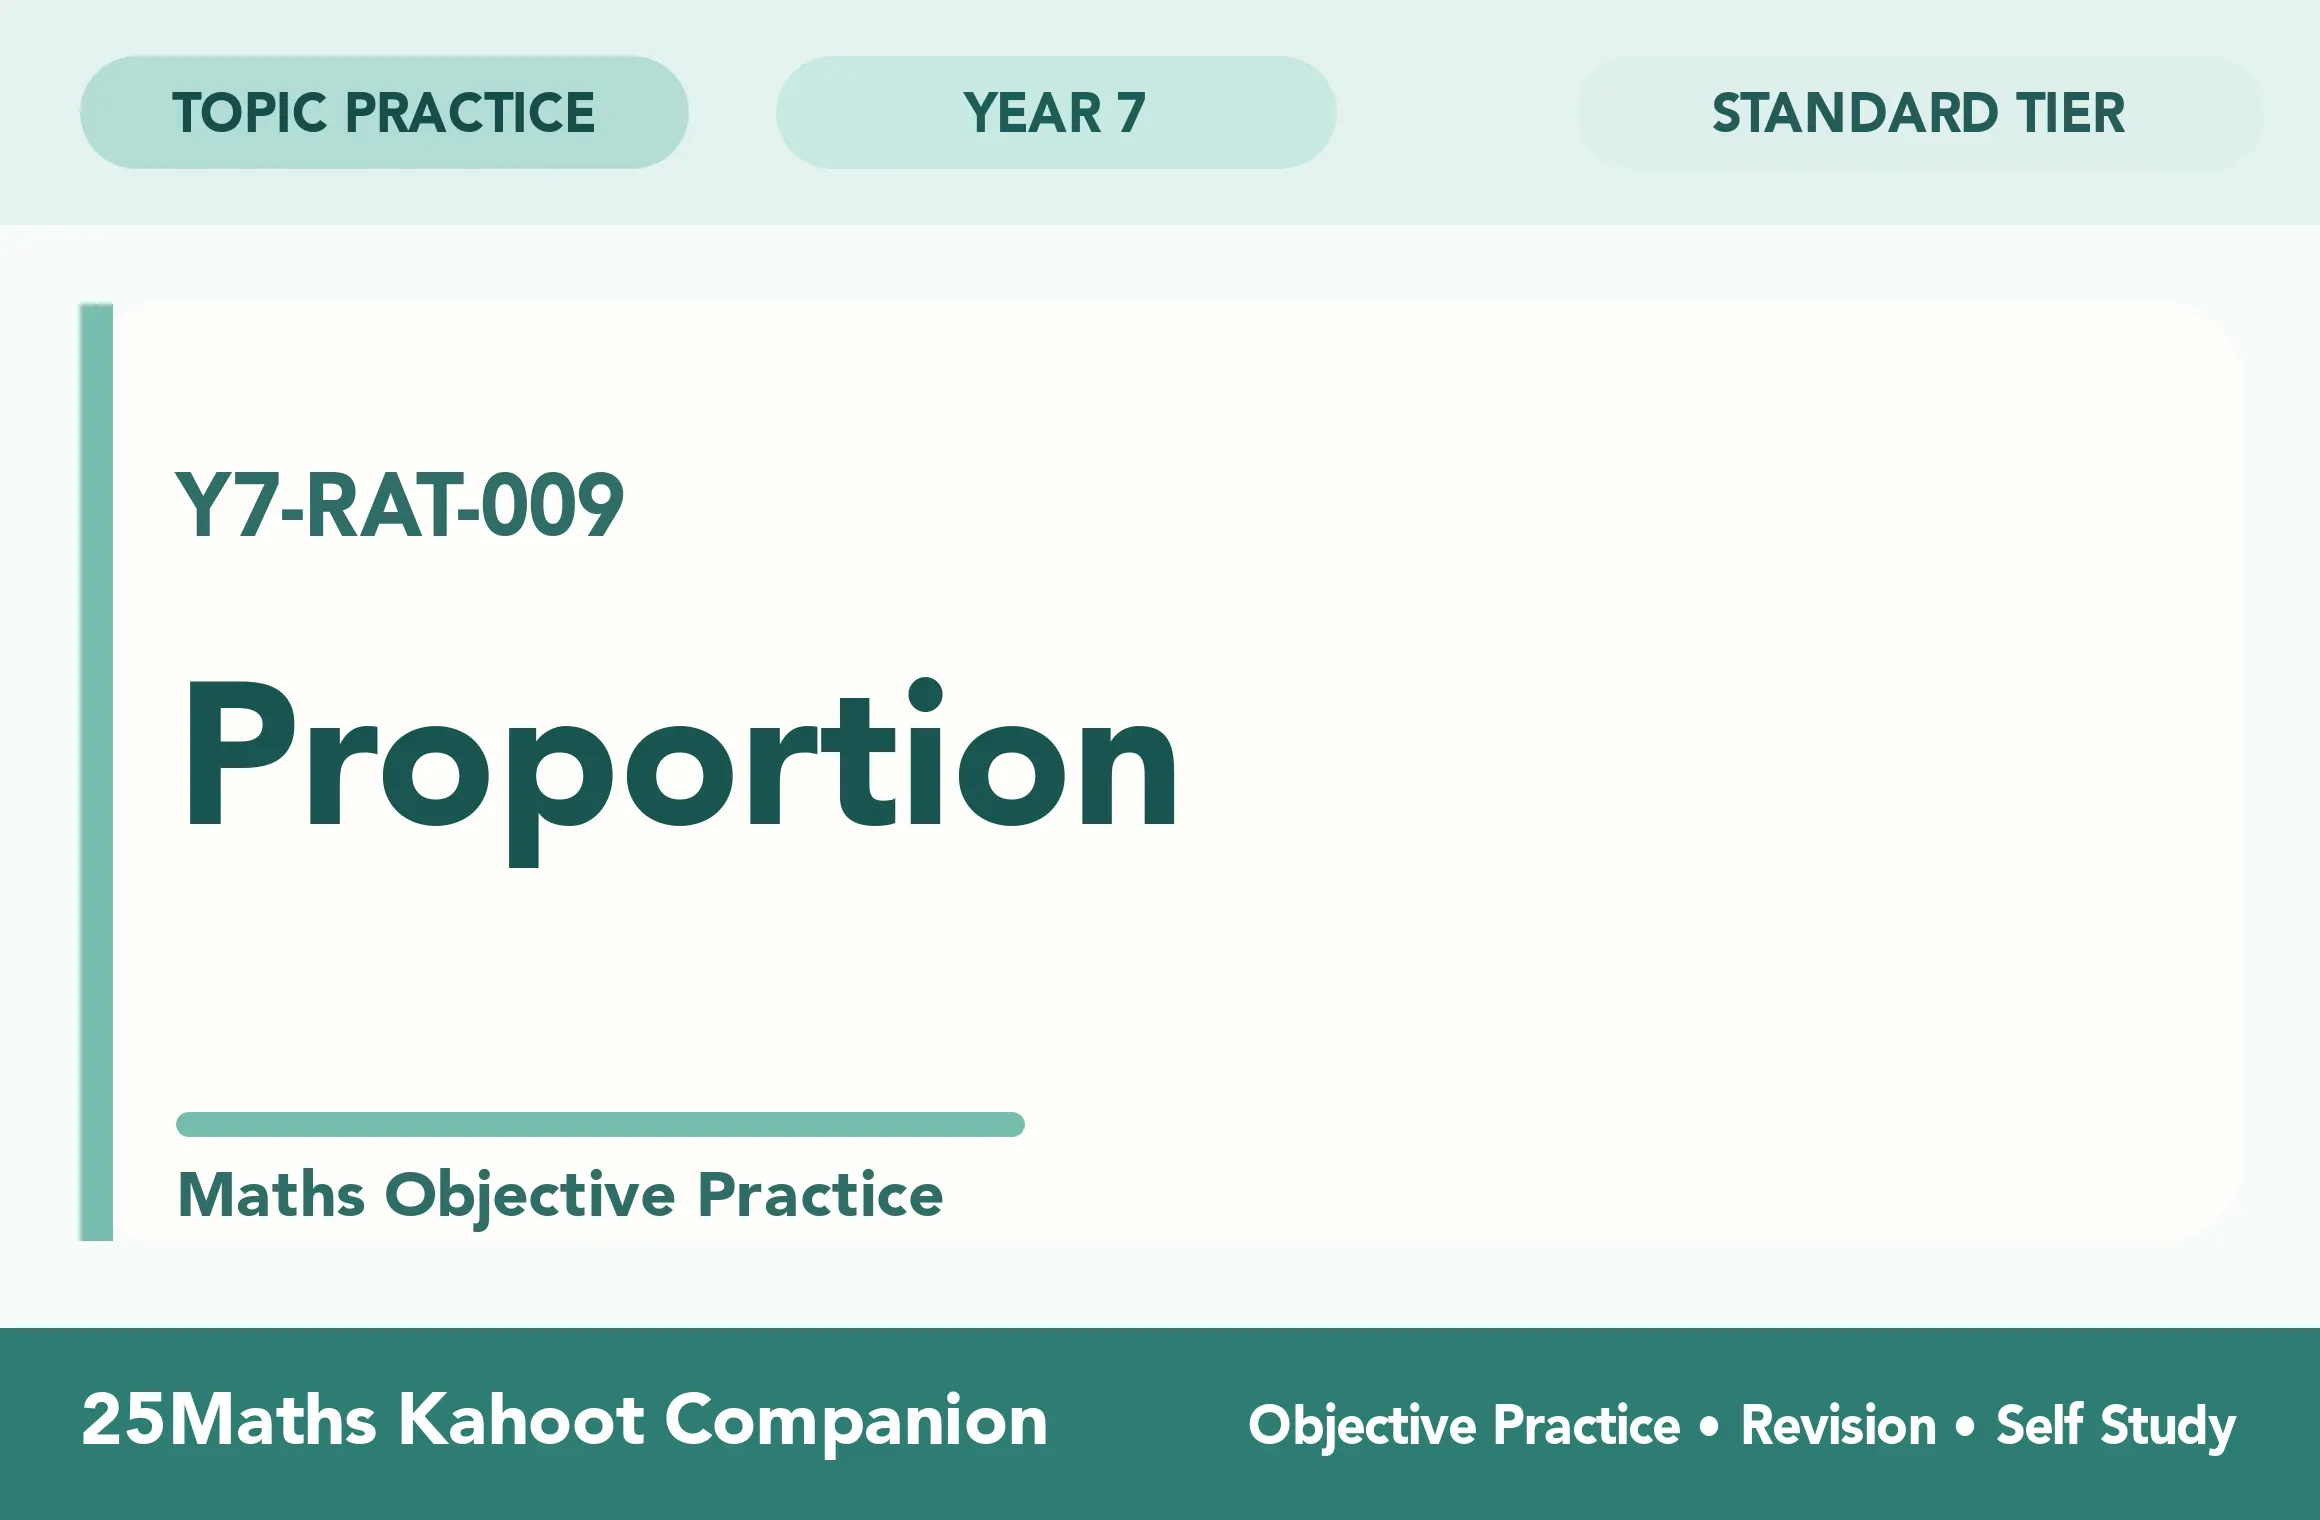 TOPIC PRACTICE
YEAR 7
STANDARD TIER
Y7-RAT-009
Proportion
Maths Objective Practice
25Maths Kahoot Companion
Objective Practice • Revision • Self Study